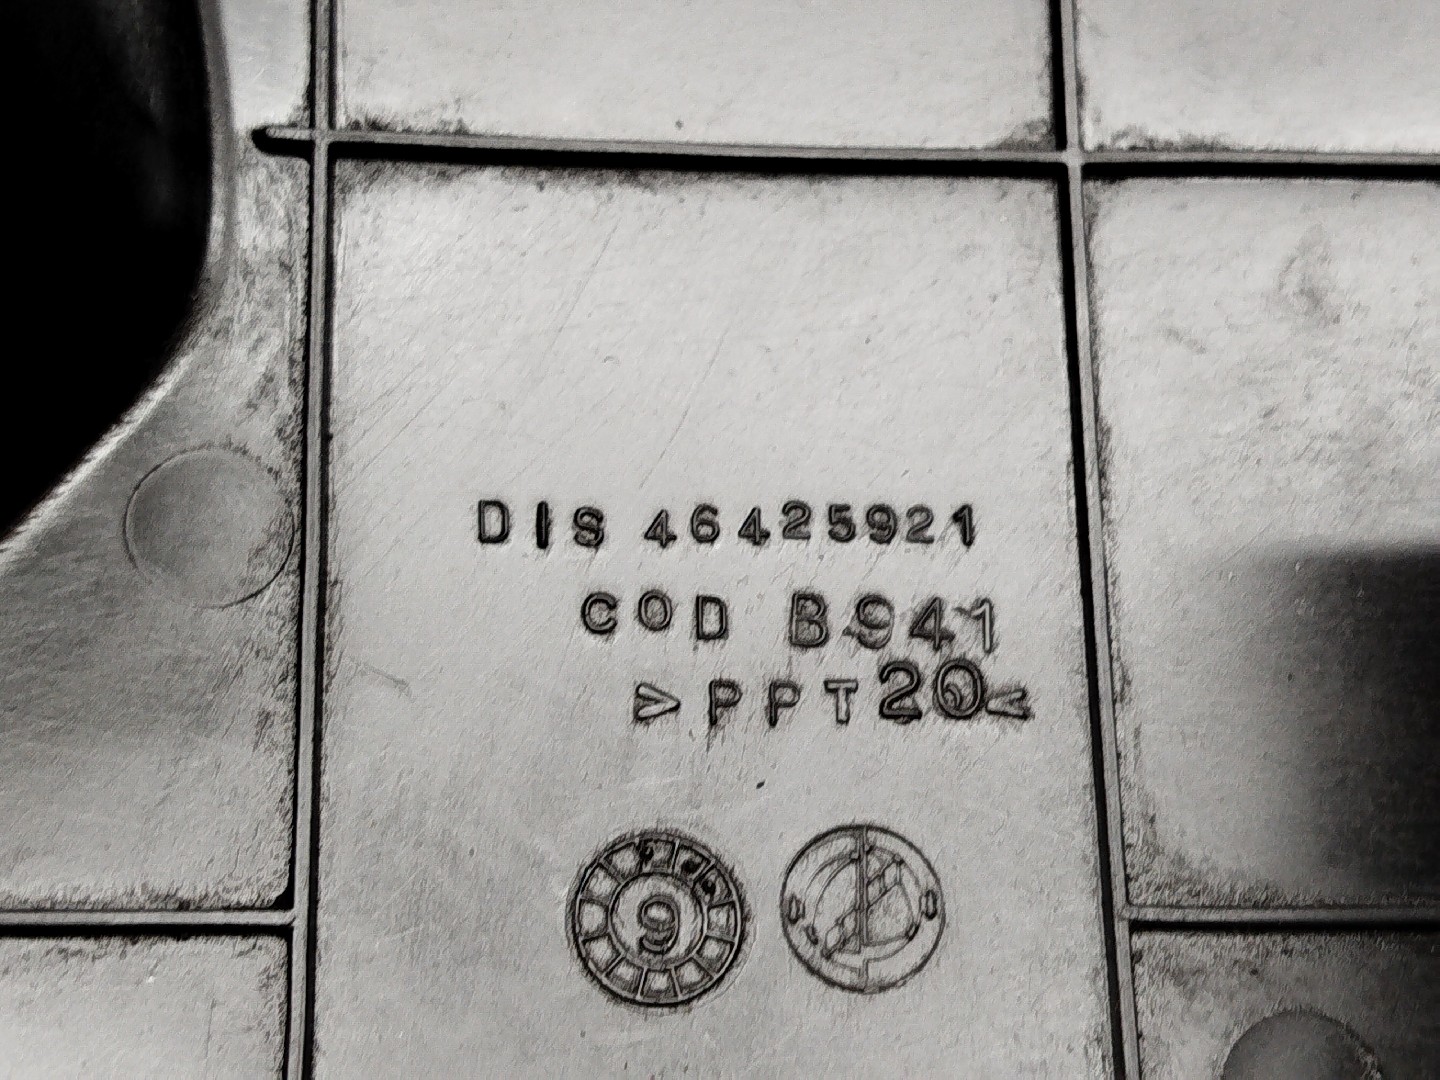 DIS 46425921
COD B941
>PPT20<
9